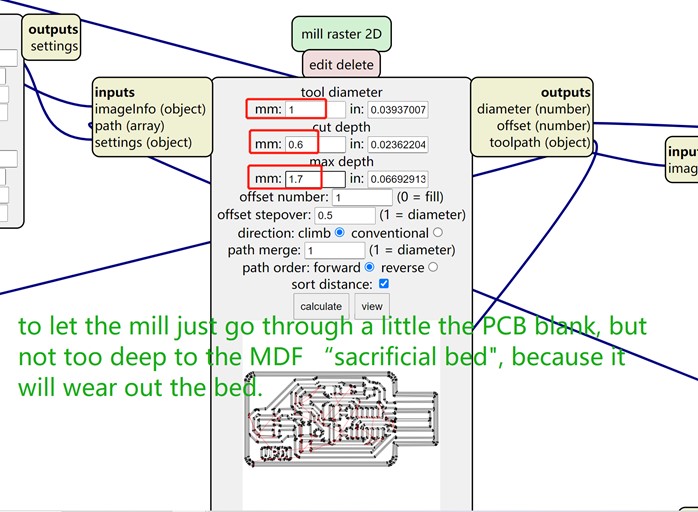 outputs
settings
mill raster 2D
edit delete
inputs
imageInfo (object)
path (array)
settings (object)
tool diameter
mm: 1 in: 0.03937007
cut depth
mm: 0.6 in: 0.02362204
max depth
mm: 1.7 in: 0.06692913
offset number: 1 (0 = fill)
offset stepover: 0.5 (1 = diameter)
direction: climb conventional
path merge: 1 (1 = diameter)
path order: forward reverse
sort distance:
calculate view
outputs
diameter (number)
offset (number)
toolpath (object)
inpu
imag
to let the mill just go through a little the PCB blank, but
not too deep to the MDF “sacrificial bed", because it
will wear out the bed.